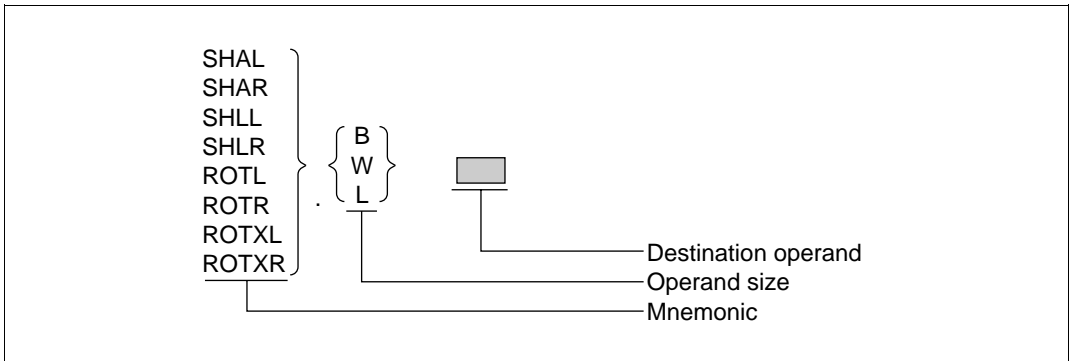 SHAL
SHAR
SHLL
SHLR
ROTL
ROTR
ROTXL
ROTXR
.
B
W
L
Destination operand
Operand size
Mnemonic